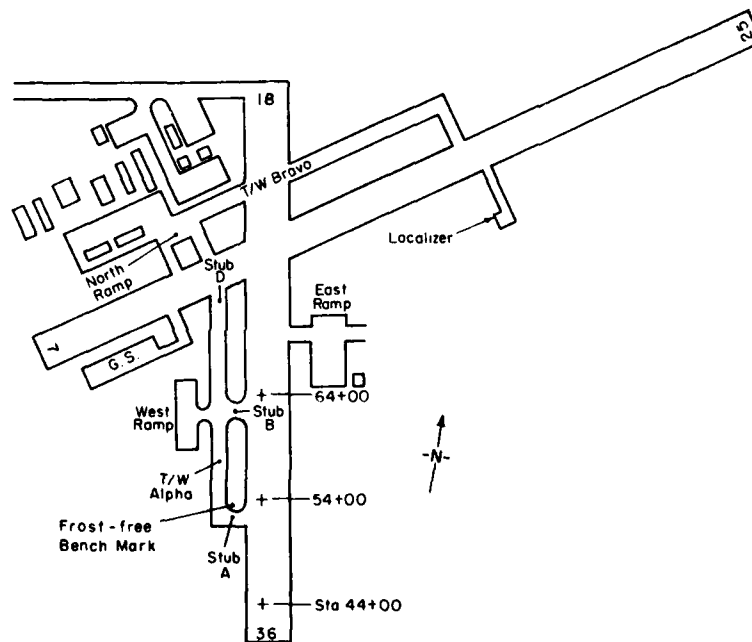 25
18
T/W Bravo
Localizer
North
Ramp
Stub
D
East
Ramp
7
G.S.
64+00
West
Ramp
Stub
B
-N-
T/W
Alpha
54+00
Frost-free
Bench Mark
Stub
A
Sta 44+00
36